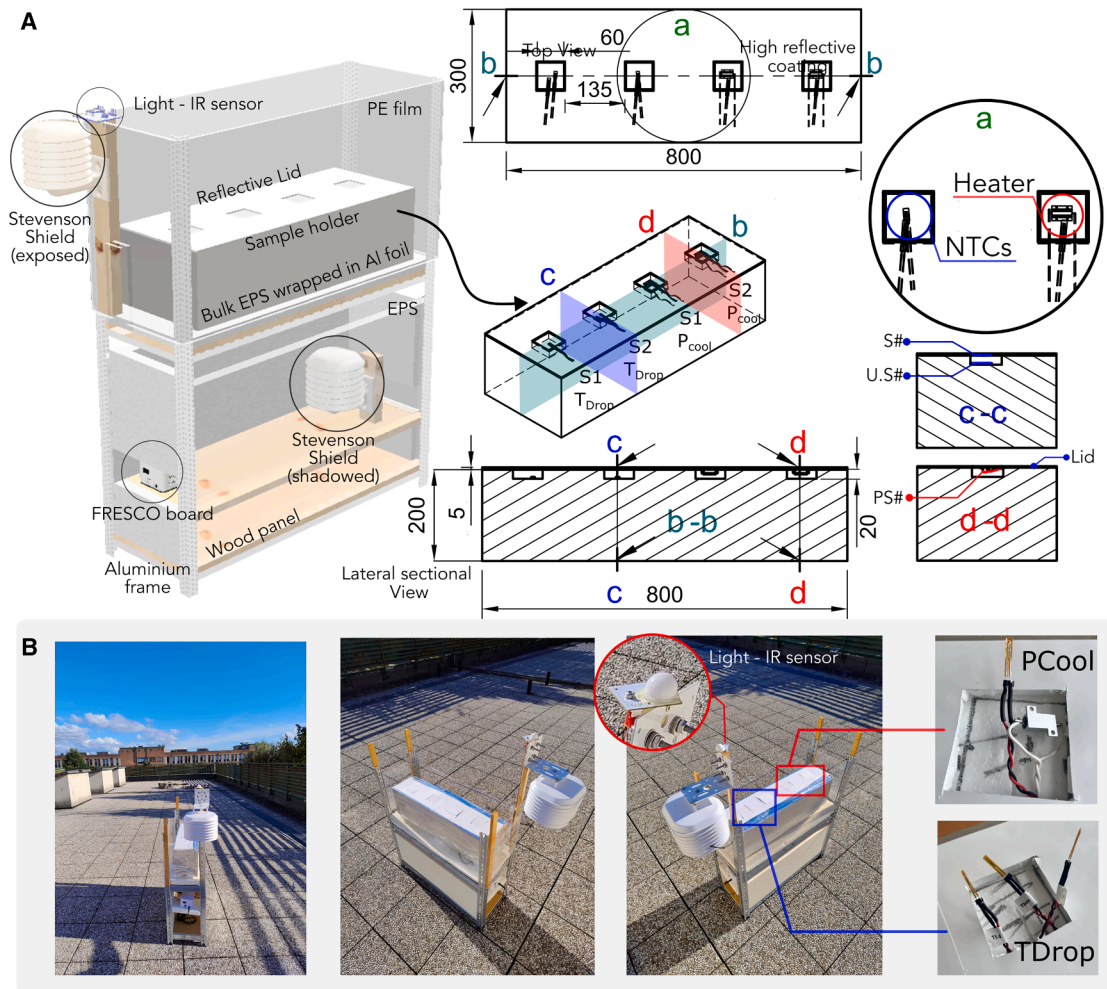 A
Light - IR sensor
PE film
Stevenson
Shield
(exposed)
Reflective Lid
Sample holder
Bulk EPS wrapped in Al foil
EPS
Stevenson
Shield
(shadowed)
FRESCO board
Wood panel
Aluminium
frame
a
60
Top View
High reflective
coating
b
b
300
135
800
a
Heater
NTCs
d
b
c
S2
Pcool
S1
Pcool
S2
TDrop
S1
TDrop
S#
U.S#
c-c
Lid
PS#
d-d
c
d
200
5
b-b
20
Lateral sectional
View
c
800
d
B
Light - IR sensor
PCool
TDrop